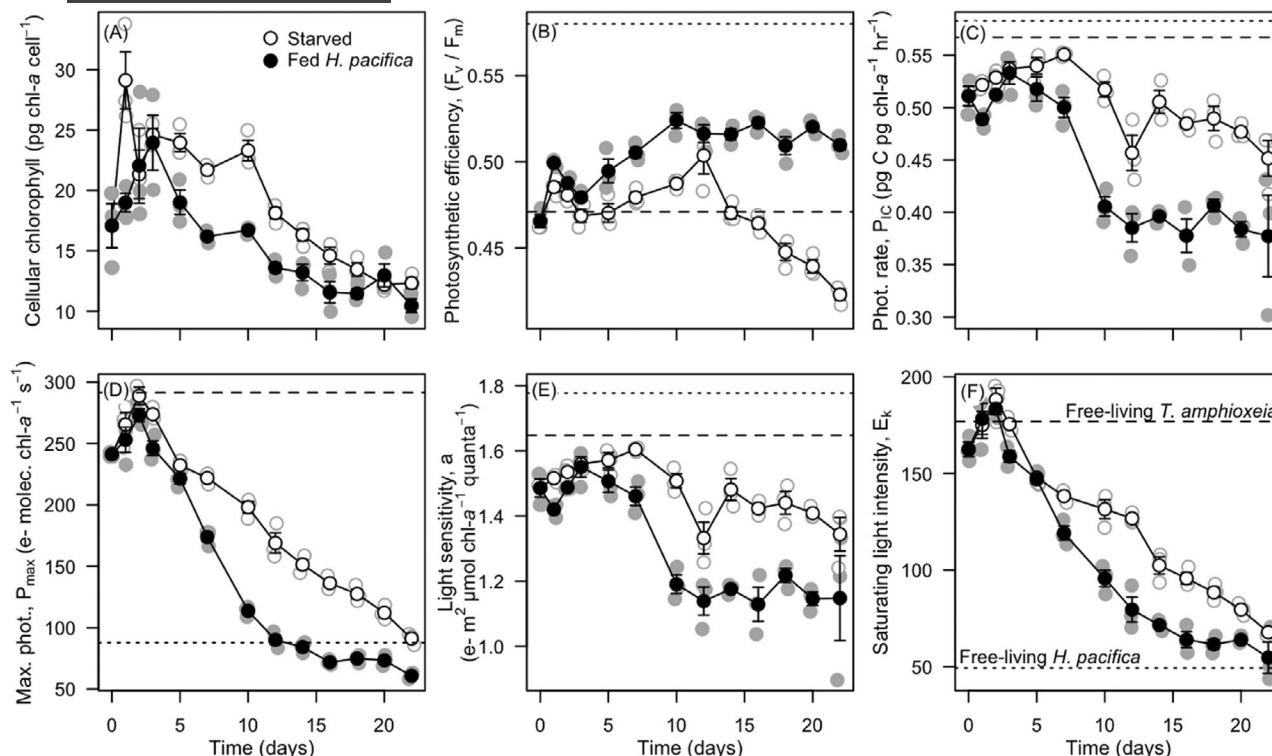 (A)
Starved
Fed H. pacifica
Cellular chlorophyll (pg chl-a cell⁻¹)
30
25
20
15
10
(B)
Photosynthetic efficiency, (Fᵥ / Fₘ)
0.55
0.50
0.45
(C)
Phot. rate, P_IC (pg C pg chl-a⁻¹ hr⁻¹)
0.55
0.50
0.45
0.40
0.35
0.30
(D)
Max. phot., P_max (e- molec. chl-a⁻¹ s⁻¹)
300
250
200
150
100
50
0 5 10 15 20
Time (days)
(E)
Light sensitivity, a
(e- m² µmol chl-a⁻¹ quanta⁻¹)
1.8
1.6
1.4
1.2
1.0
0 5 10 15 20
Time (days)
(F)
Free-living T. amphioxeia
Free-living H. pacifica
Saturating light intensity, E_k
200
150
100
50
0 5 10 15 20
Time (days)